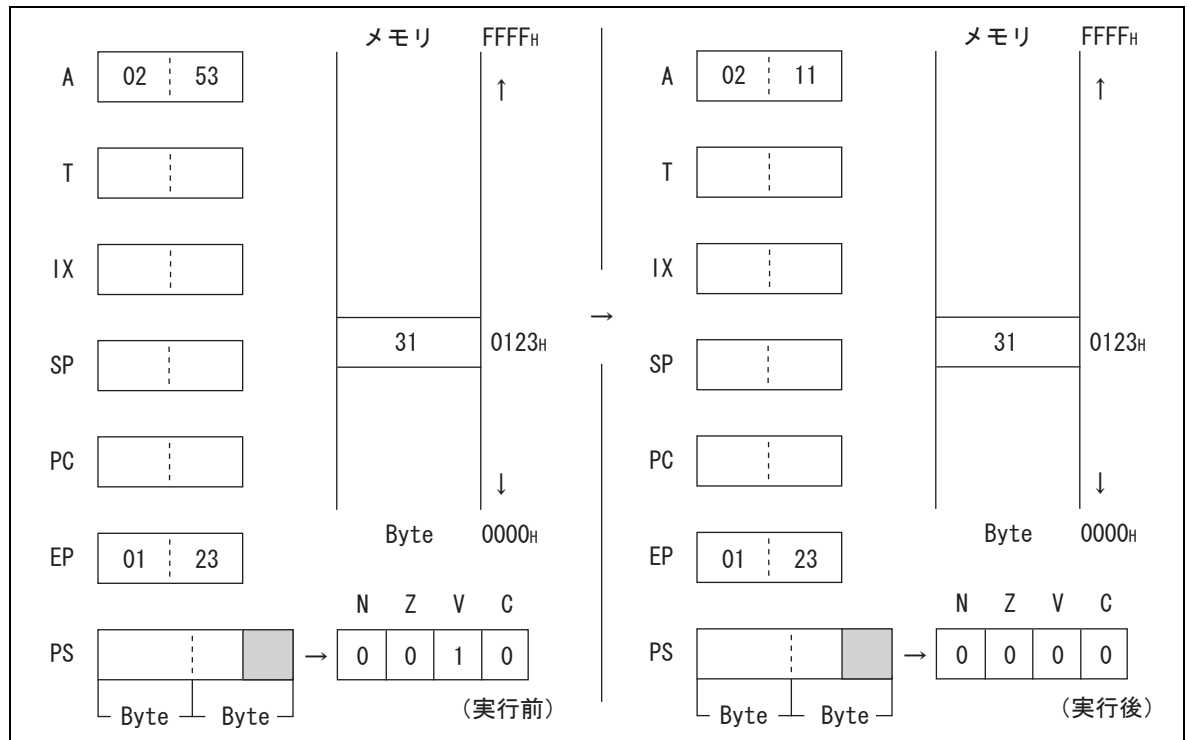 メモリ FFFFH
A 02 53
↑
T
IX
31 0123H
SP
PC
↓
Byte 0000H
EP 01 23
N Z V C
PS → 0 0 1 0
Byte Byte (実行前)
→
メモリ FFFFH
A 02 11
↑
T
IX
31 0123H
SP
PC
↓
Byte 0000H
EP 01 23
N Z V C
PS → 0 0 0 0
Byte Byte (実行後)